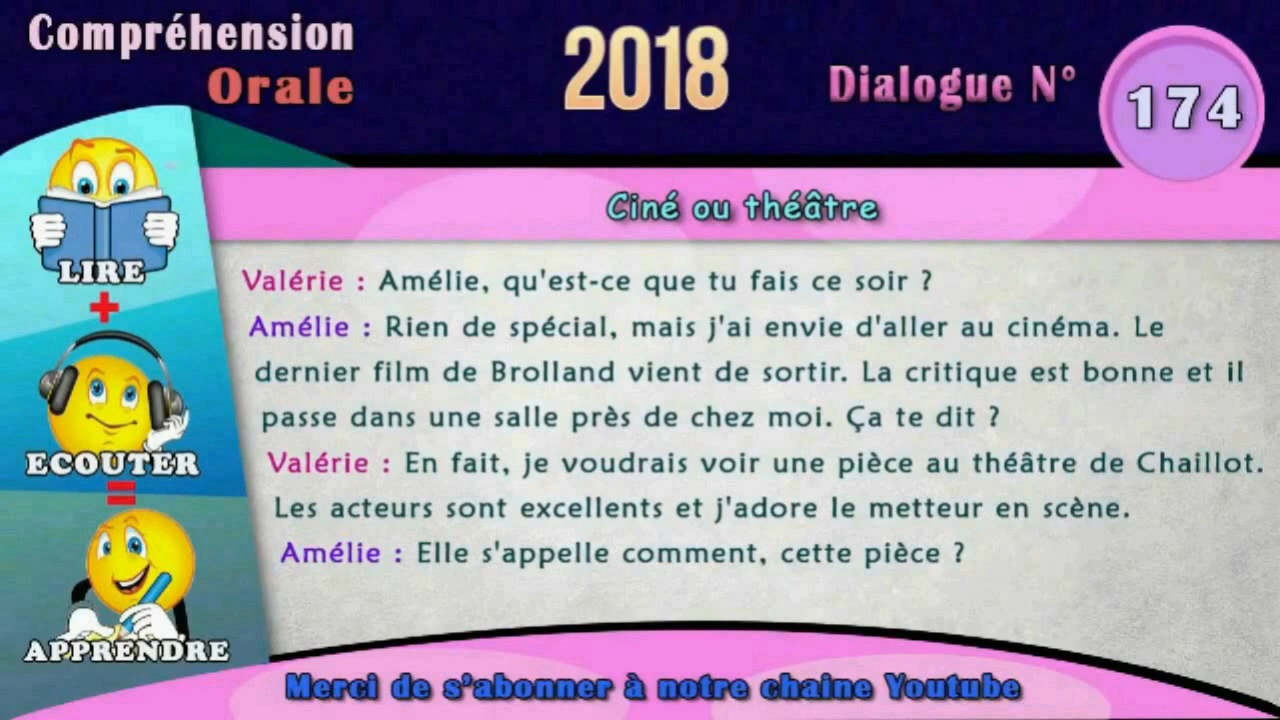 Compréhension
Orale
2018
Dialogue N°
174
Ciné ou théâtre
LIRE
+
ECOUTER
=
APPRENDRE
Valérie : Amélie, qu'est-ce que tu fais ce soir ?
Amélie : Rien de spécial, mais j'ai envie d'aller au cinéma. Le
dernier film de Brolland vient de sortir. La critique est bonne et il
passe dans une salle près de chez moi. Ça te dit ?
Valérie : En fait, je voudrais voir une pièce au théâtre de Chaillot.
Les acteurs sont excellents et j'adore le metteur en scène.
Amélie : Elle s'appelle comment, cette pièce ?
Merci de s'abonner à notre chaine Youtube